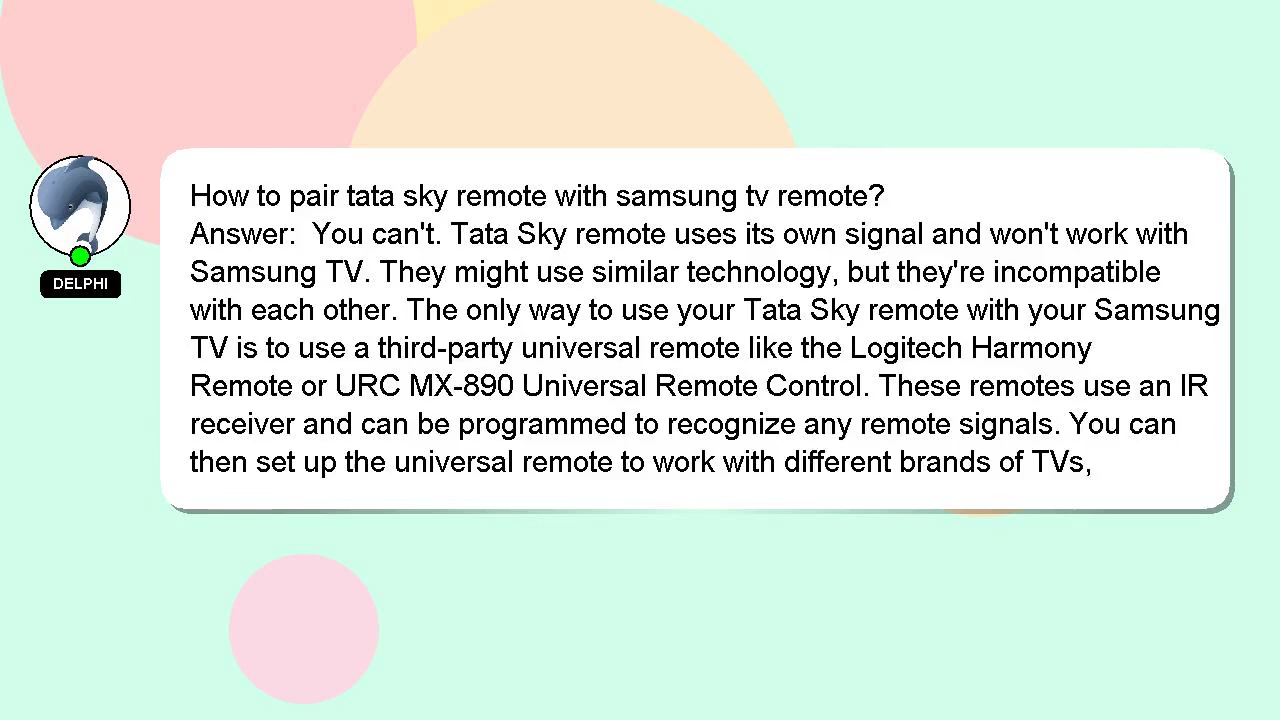 How to pair tata sky remote with samsung tv remote?
Answer:  You can't. Tata Sky remote uses its own signal and won't work with
Samsung TV. They might use similar technology, but they're incompatible
with each other. The only way to use your Tata Sky remote with your Samsung
TV is to use a third-party universal remote like the Logitech Harmony
Remote or URC MX-890 Universal Remote Control. These remotes use an IR
receiver and can be programmed to recognize any remote signals. You can
then set up the universal remote to work with different brands of TVs,
DELPHI